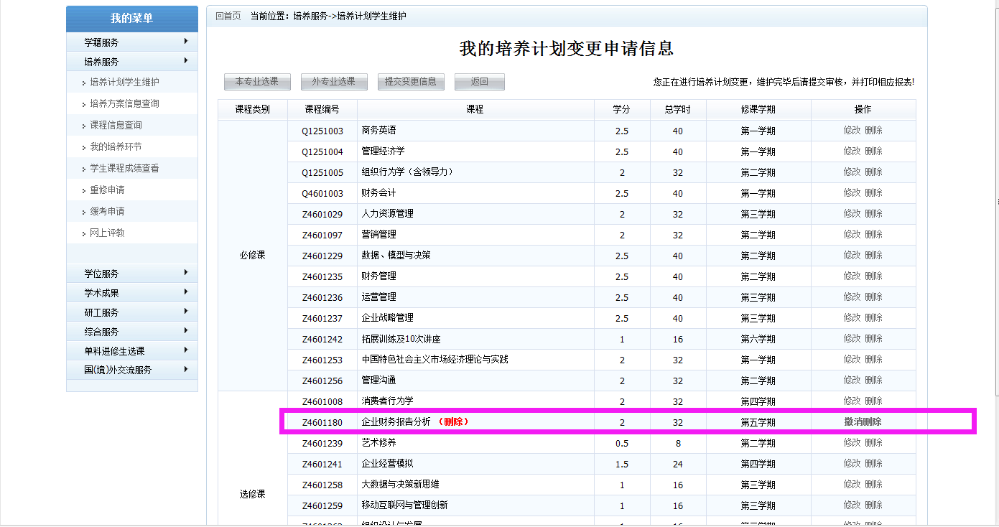 我的菜单
学籍服务
培养服务
培养计划学生维护
培养方案信息查询
课程信息查询
我的培养环节
学生课程成绩查看
重修申请
缓考申请
网上评教
学位服务
学术成果
研工服务
综合服务
单科进修生选课
国(境)外交流服务
回首页 当前位置：培养服务->培养计划学生维护
我的培养计划变更申请信息
本专业选课 外专业选课 提交变更信息 返回 您正在进行培养计划变更，维护完毕后请提交审核，并打印相应报表!
课程类别 课程编号 课程 学分 总学时 修课学期 操作
Q1251003 商务英语 2.5 40 第一学期 修改 删除
Q1251004 管理经济学 2.5 40 第一学期 修改 删除
Q1251005 组织行为学（含领导力） 2 32 第二学期 修改 删除
Q4601003 财务会计 2.5 40 第一学期 修改 删除
Z4601029 人力资源管理 2 32 第三学期 修改 删除
Z4601097 营销管理 2 32 第二学期 修改 删除
必修课 Z4601229 数据、模型与决策 2.5 40 第二学期 修改 删除
Z4601235 财务管理 2.5 40 第二学期 修改 删除
Z4601236 运营管理 2.5 40 第三学期 修改 删除
Z4601237 企业战略管理 2.5 40 第三学期 修改 删除
Z4601242 拓展训练及10次讲座 1 16 第六学期 修改 删除
Z4601253 中国特色社会主义市场经济理论与实践 2 32 第一学期 修改 删除
Z4601256 管理沟通 2 32 第二学期 修改 删除
Z4601008 消费者行为学 2 32 第四学期 修改 删除
Z4601180 企业财务报告分析 （删除） 2 32 第五学期 撤消删除
Z4601239 艺术修养 0.5 8 第二学期 修改 删除
Z4601241 企业经营模拟 1.5 24 第四学期 修改 删除
Z4601258 大数据与决策新思维 1 16 第三学期 修改 删除
选修课
Z4601259 移动互联网与管理创新 1 16 第三学期 修改 删除